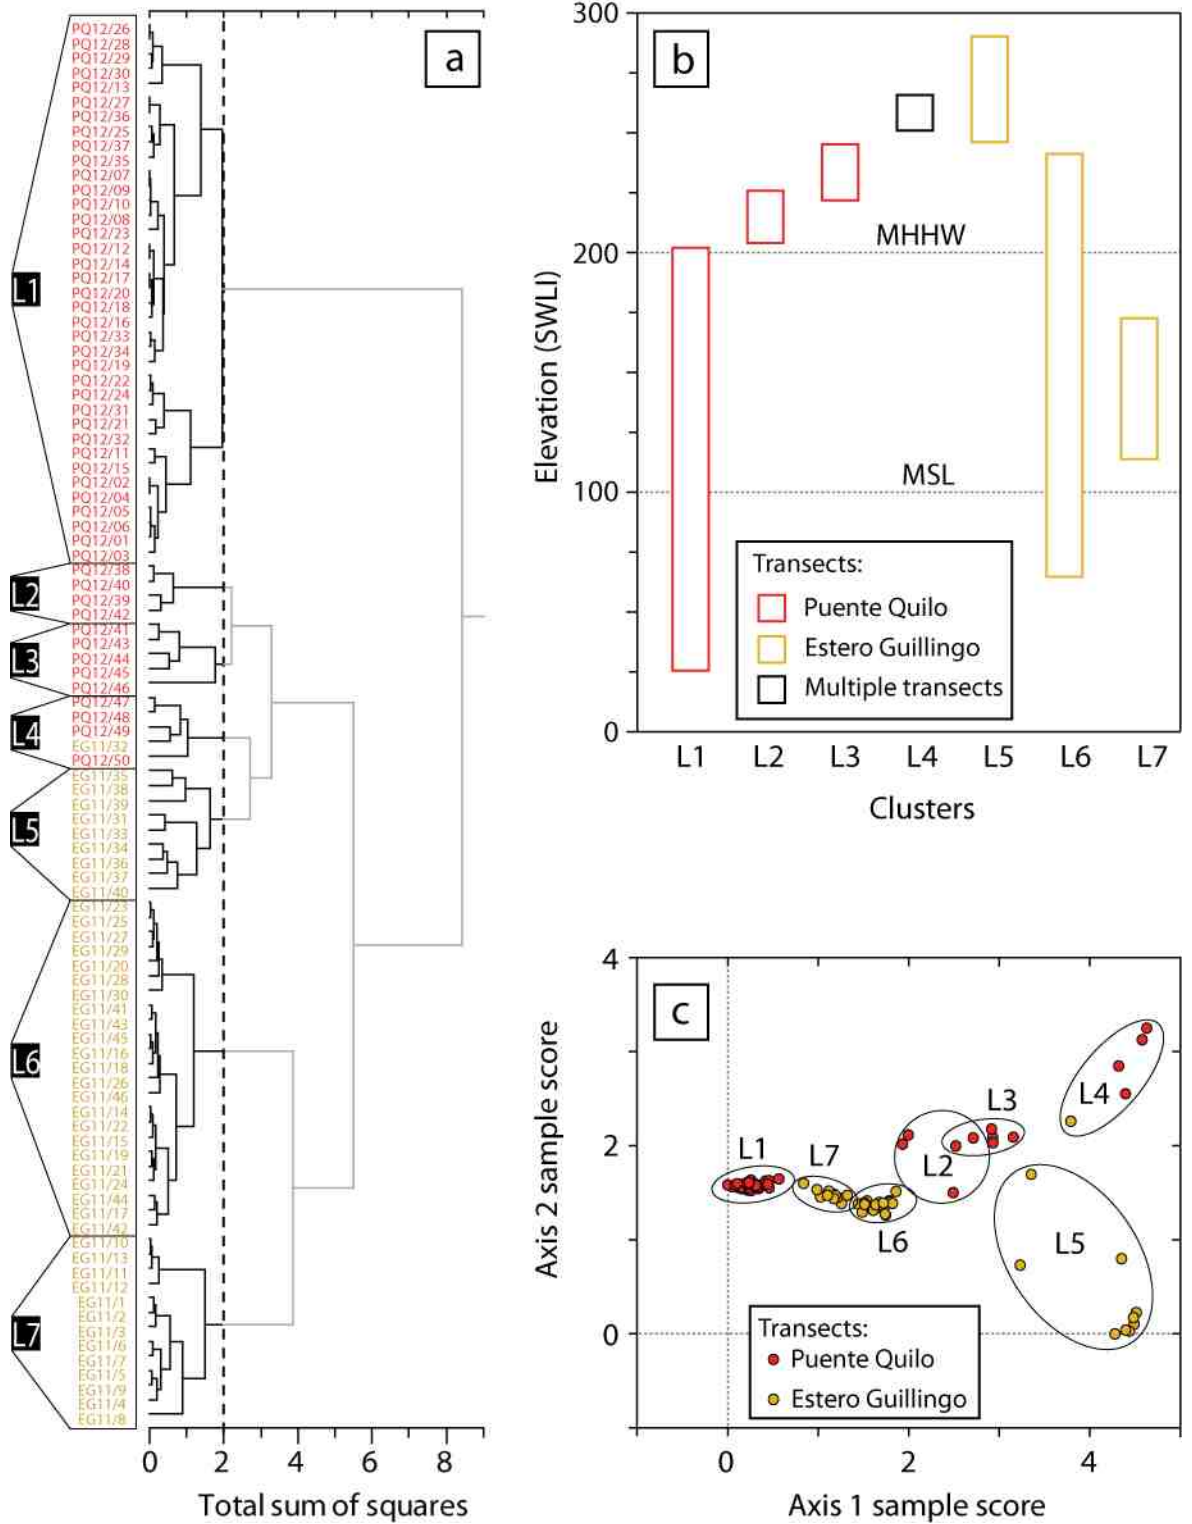 a
PQ12/26
PQ12/28
PQ12/29
PQ12/30
PQ12/13
PQ12/27
PQ12/36
PQ12/25
PQ12/37
PQ12/35
PQ12/07
PQ12/09
PQ12/10
PQ12/08
PQ12/23
PQ12/12
PQ12/14
PQ12/17
PQ12/20
PQ12/18
PQ12/16
PQ12/33
PQ12/34
PQ12/19
PQ12/22
PQ12/24
PQ12/31
PQ12/21
PQ12/32
PQ12/11
PQ12/15
PQ12/02
PQ12/04
PQ12/05
PQ12/06
PQ12/01
PQ12/03
PQ12/38
PQ12/40
PQ12/39
PQ12/42
PQ12/41
PQ12/43
PQ12/44
PQ12/45
PQ12/46
PQ12/47
PQ12/48
PQ12/49
EG11/32
PQ12/50
EG11/35
EG11/38
EG11/39
EG11/31
EG11/33
EG11/34
EG11/36
EG11/37
EG11/40
EG11/23
EG11/25
EG11/27
EG11/29
EG11/20
EG11/28
EG11/30
EG11/41
EG11/43
EG11/45
EG11/16
EG11/18
EG11/26
EG11/46
EG11/14
EG11/22
EG11/15
EG11/19
EG11/21
EG11/24
EG11/44
EG11/17
EG11/42
EG11/10
EG11/13
EG11/11
EG11/12
EG11/1
EG11/2
EG11/3
EG11/6
EG11/7
EG11/5
EG11/9
EG11/4
EG11/8
L1
L2
L3
L4
L5
L6
L7
0 2 4 6 8
Total sum of squares
b
300
200
100
0
Elevation (SWLI)
MHHW
MSL
Transects:
Puente Quilo
Estero Guillingo
Multiple transects
L1 L2 L3 L4 L5 L6 L7
Clusters
c
4
2
0
Axis 2 sample score
L1
L7
L6
L2
L3
L4
L5
Transects:
Puente Quilo
Estero Guillingo
0 2 4
Axis 1 sample score